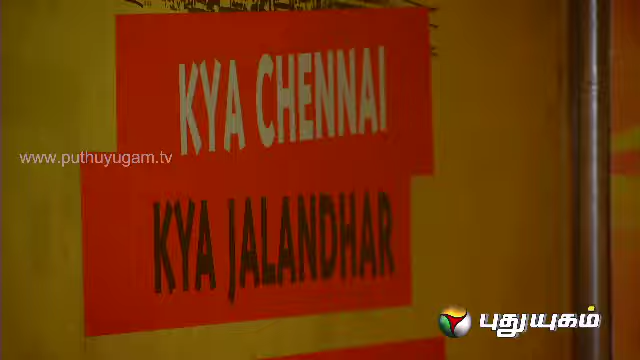 KYA CHENNAI
www.puthuyugam.tv
KYA JALANDHAR
புதுயுகம்